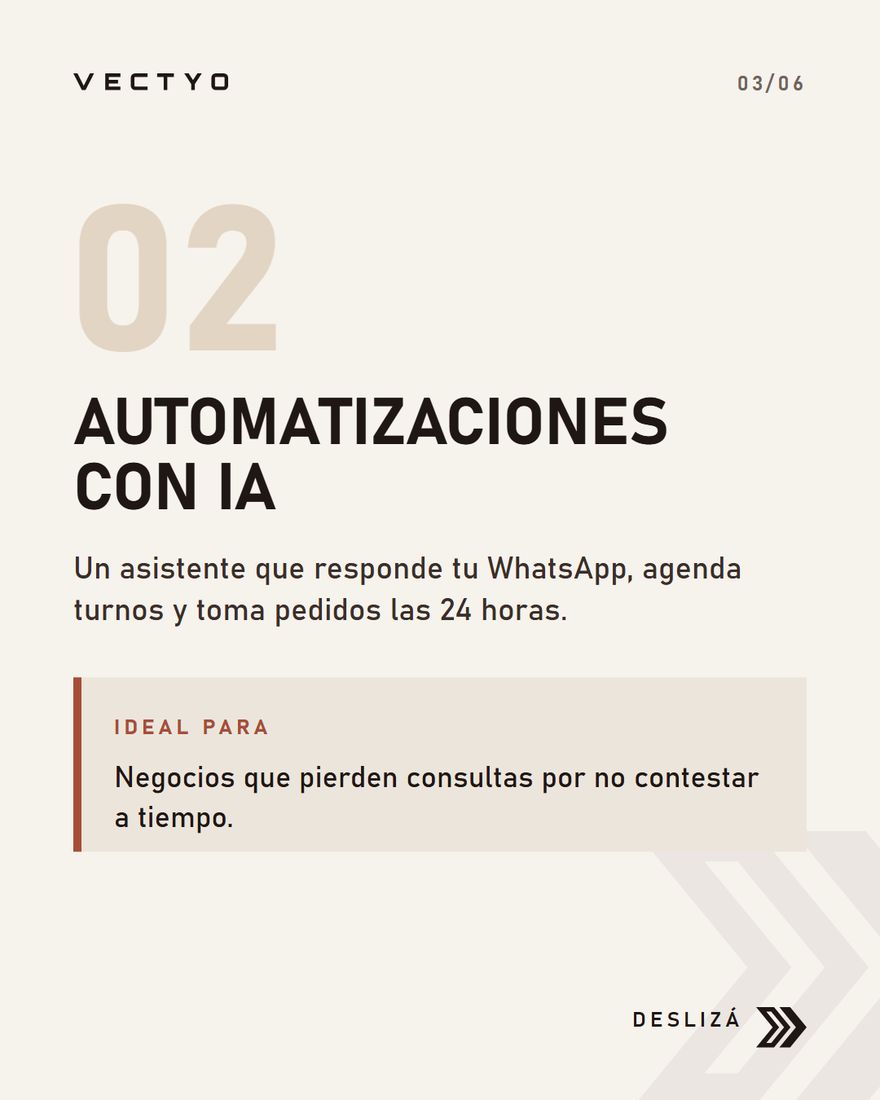 VECTYO
03/06
02
AUTOMATIZACIONES
CON IA
Un asistente que responde tu WhatsApp, agenda
turnos y toma pedidos las 24 horas.
IDEAL PARA
Negocios que pierden consultas por no contestar
a tiempo.
DESLIZÁ